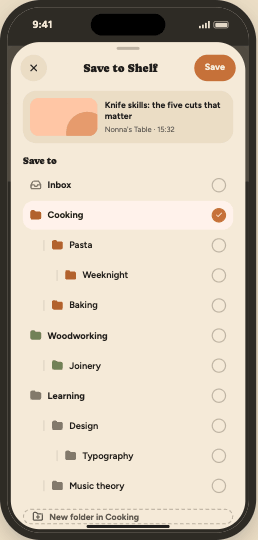 9:41
Save to Shelf
Save
Knife skills: the five cuts that
matter
Nonna's Table · 15:32
Save to
Inbox
Cooking
Pasta
Weeknight
Baking
Woodworking
Joinery
Learning
Design
Typography
Music theory
New folder in Cooking